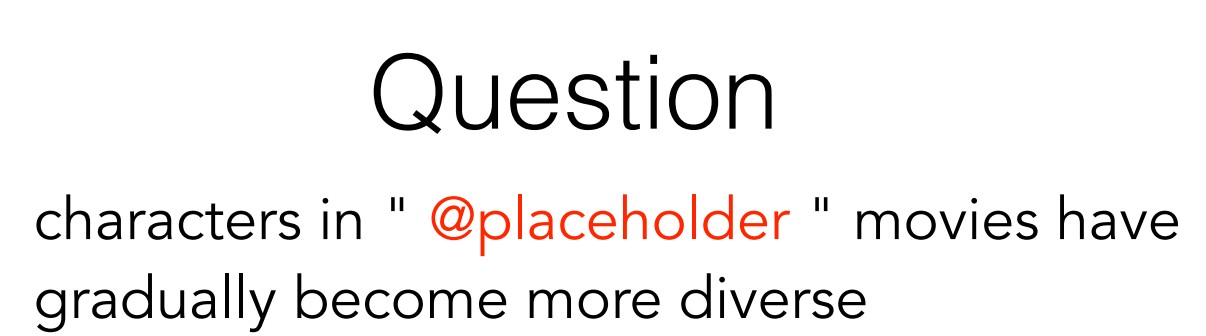 Question
characters in " @placeholder " movies have
gradually become more diverse